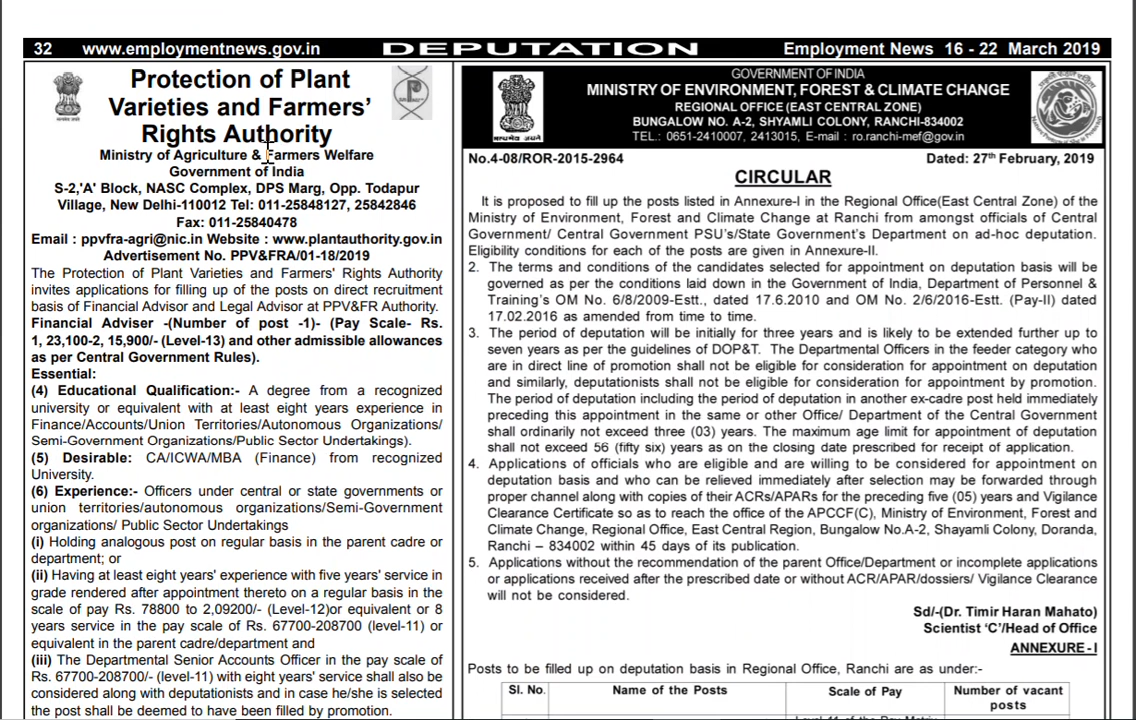 32 www.employmentnews.gov.in DEPUTATION Employment News 16 - 22 March 2019
Protection of Plant
Varieties and Farmers’
Rights Authority
Ministry of Agriculture & Farmers Welfare
Government of India
S-2,'A' Block, NASC Complex, DPS Marg, Opp. Todapur
Village, New Delhi-110012 Tel: 011-25848127, 25842846
Fax: 011-25840478
Email : ppvfra-agri@nic.in Website : www.plantauthority.gov.in
Advertisement No. PPV&FRA/01-18/2019
The Protection of Plant Varieties and Farmers' Rights Authority
invites applications for filling up of the posts on direct recruitment
basis of Financial Advisor and Legal Advisor at PPV&FR Authority.
Financial Adviser -(Number of post -1)- (Pay Scale- Rs.
1, 23,100-2, 15,900/- (Level-13) and other admissible allowances
as per Central Government Rules).
Essential:
(4) Educational Qualification:- A degree from a recognized
university or equivalent with at least eight years experience in
Finance/Accounts/Union Territories/Autonomous Organizations/
Semi-Government Organizations/Public Sector Undertakings).
(5) Desirable: CA/ICWA/MBA (Finance) from recognized
University.
(6) Experience:- Officers under central or state governments or
union territories/autonomous organizations/Semi-Government
organizations/ Public Sector Undertakings
(i) Holding analogous post on regular basis in the parent cadre or
department; or
(ii) Having at least eight years' experience with five years' service in
grade rendered after appointment thereto on a regular basis in the
scale of pay Rs. 78800 to 2,09200/- (Level-12)or equivalent or 8
years service in the pay scale of Rs. 67700-208700 (level-11) or
equivalent in the parent cadre/department and
(iii) The Departmental Senior Accounts Officer in the pay scale of
Rs. 67700-208700/- (level-11) with eight years' service shall also be
considered along with deputationists and in case he/she is selected
the post shall be deemed to have been filled by promotion.
GOVERNMENT OF INDIA
MINISTRY OF ENVIRONMENT, FOREST & CLIMATE CHANGE
REGIONAL OFFICE (EAST CENTRAL ZONE)
BUNGALOW NO. A-2, SHYAMLI COLONY, RANCHI-834002
TEL.: 0651-2410007, 2413015, E-mail : ro.ranchi-mef@gov.in
No.4-08/ROR-2015-2964 Dated: 27th February, 2019
CIRCULAR
It is proposed to fill up the posts listed in Annexure-I in the Regional Office(East Central Zone) of the
Ministry of Environment, Forest and Climate Change at Ranchi from amongst officials of Central
Government/ Central Government PSU's/State Government's Department on ad-hoc deputation.
Eligibility conditions for each of the posts are given in Annexure-II.
2. The terms and conditions of the candidates selected for appointment on deputation basis will be
governed as per the conditions laid down in the Government of India, Department of Personnel &
Training's OM No. 6/8/2009-Estt., dated 17.6.2010 and OM No. 2/6/2016-Estt. (Pay-II) dated
17.02.2016 as amended from time to time.
3. The period of deputation will be initially for three years and is likely to be extended further up to
seven years as per the guidelines of DOP&T. The Departmental Officers in the feeder category who
are in direct line of promotion shall not be eligible for consideration for appointment on deputation
and similarly, deputationists shall not be eligible for consideration for appointment by promotion.
The period of deputation including the period of deputation in another ex-cadre post held immediately
preceding this appointment in the same or other Office/ Department of the Central Government
shall ordinarily not exceed three (03) years. The maximum age limit for appointment of deputation
shall not exceed 56 (fifty six) years as on the closing date prescribed for receipt of application.
4. Applications of officials who are eligible and are willing to be considered for appointment on
deputation basis and who can be relieved immediately after selection may be forwarded through
proper channel along with copies of their ACRs/APARs for the preceding five (05) years and Vigilance
Clearance Certificate so as to reach the office of the APCCF(C), Ministry of Environment, Forest and
Climate Change, Regional Office, East Central Region, Bungalow No.A-2, Shayamli Colony, Doranda,
Ranchi – 834002 within 45 days of its publication.
5. Applications without the recommendation of the parent Office/Department or incomplete applications
or applications received after the prescribed date or without ACR/APAR/dossiers/ Vigilance Clearance
will not be considered.
Sd/-(Dr. Timir Haran Mahato)
Scientist ‘C’/Head of Office
ANNEXURE - I
Posts to be filled up on deputation basis in Regional Office, Ranchi are as under:-
Sl. No. Name of the Posts Scale of Pay Number of vacant
posts